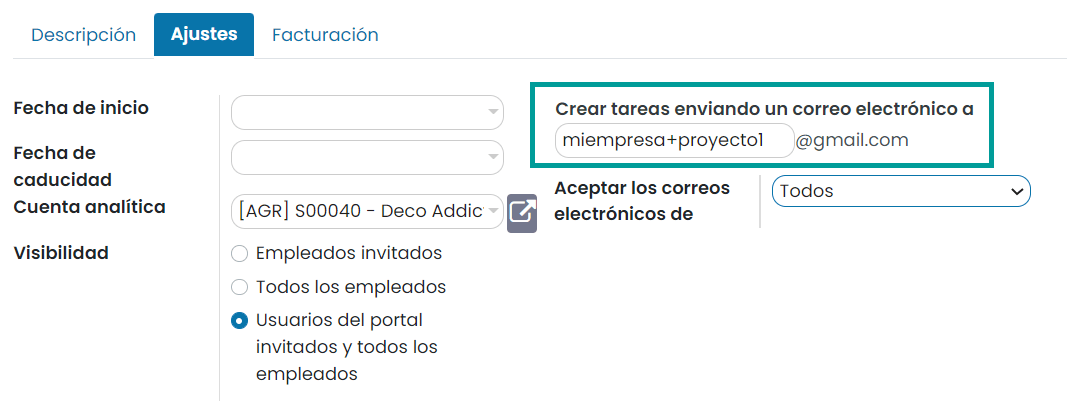 Descripción
Ajustes
Facturación
Fecha de inicio
Fecha de
caducidad
Cuenta analítica
[AGR] S00040 - Deco Addic
Visibilidad
Empleados invitados
Todos los empleados
Usuarios del portal
invitados y todos los
empleados
Crear tareas enviando un correo electrónico a
miempresa+proyecto1 @gmail.com
Aceptar los correos
electrónicos de
Todos